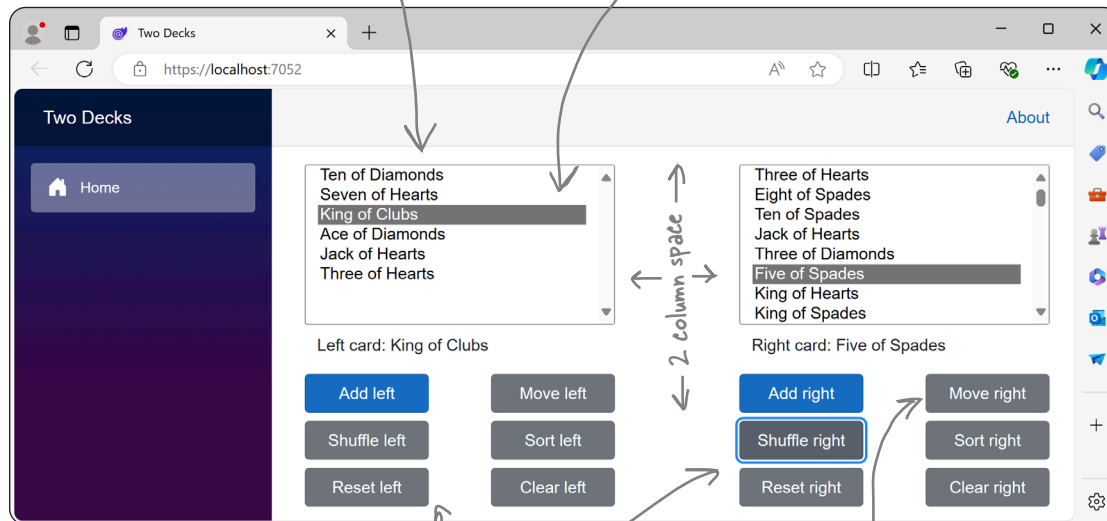 Two Decks
https://localhost:7052
Two Decks
About
Home
Ten of Diamonds
Seven of Hearts
King of Clubs
Ace of Diamonds
Jack of Hearts
Three of Hearts
Left card: King of Clubs
Add left
Move left
Shuffle left
Sort left
Reset left
Clear left
2 column space
Three of Hearts
Eight of Spades
Ten of Spades
Jack of Hearts
Three of Diamonds
Five of Spades
King of Hearts
King of Spades
Right card: Five of Spades
Add right
Move right
Shuffle right
Sort right
Reset right
Clear right